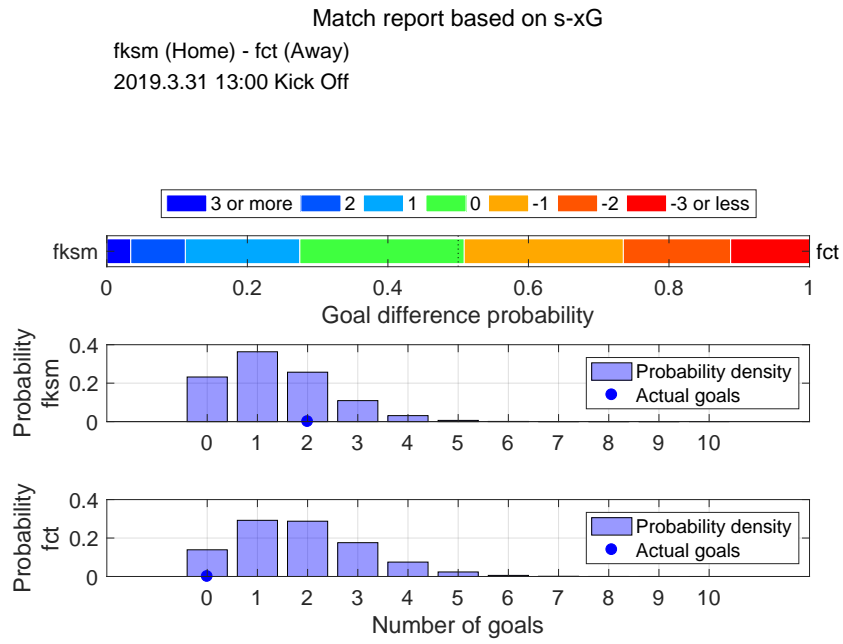 Match report based on s-xG
fksm (Home) - fct (Away)
2019.3.31 13:00 Kick Off
3 or more 2 1 0 -1 -2 -3 or less
fksm fct
0 0.2 0.4 0.6 0.8 1
Goal difference probability
Probability
fksm
0.4
0.2
0
Probability density
Actual goals
0 1 2 3 4 5 6 7 8 9 10
Probability
fct
0.4
0.2
0
Probability density
Actual goals
0 1 2 3 4 5 6 7 8 9 10
Number of goals